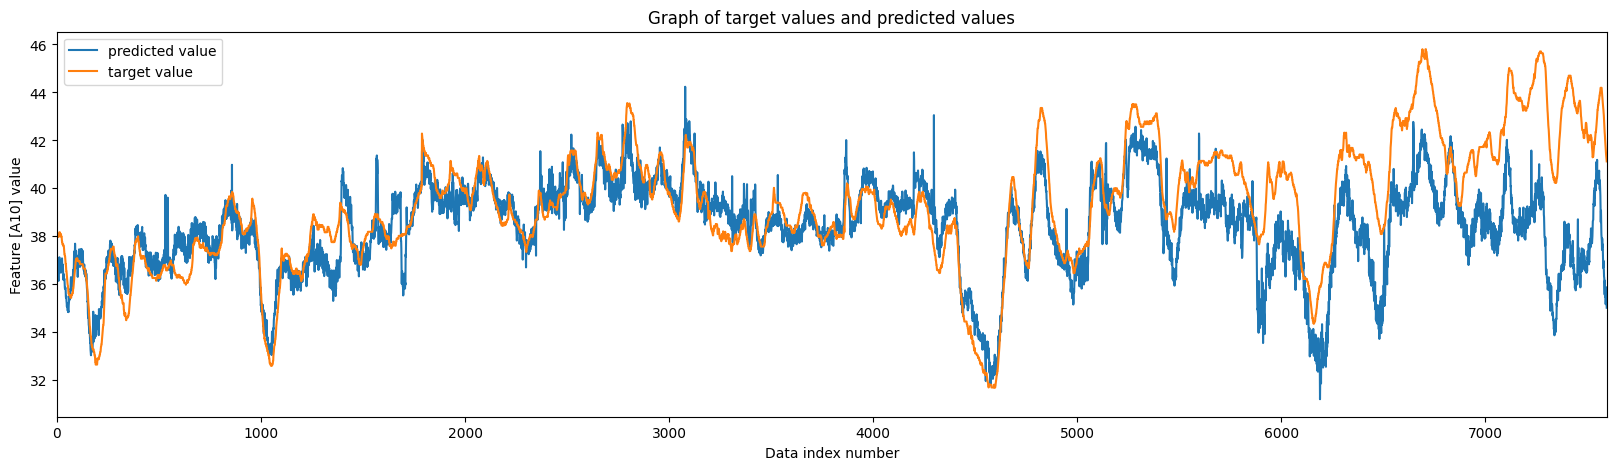 Graph of target values and predicted values
predicted value
target value
Feature [A10] value
46
44
42
40
38
36
34
32
0 1000 2000 3000 4000 5000 6000 7000
Data index number